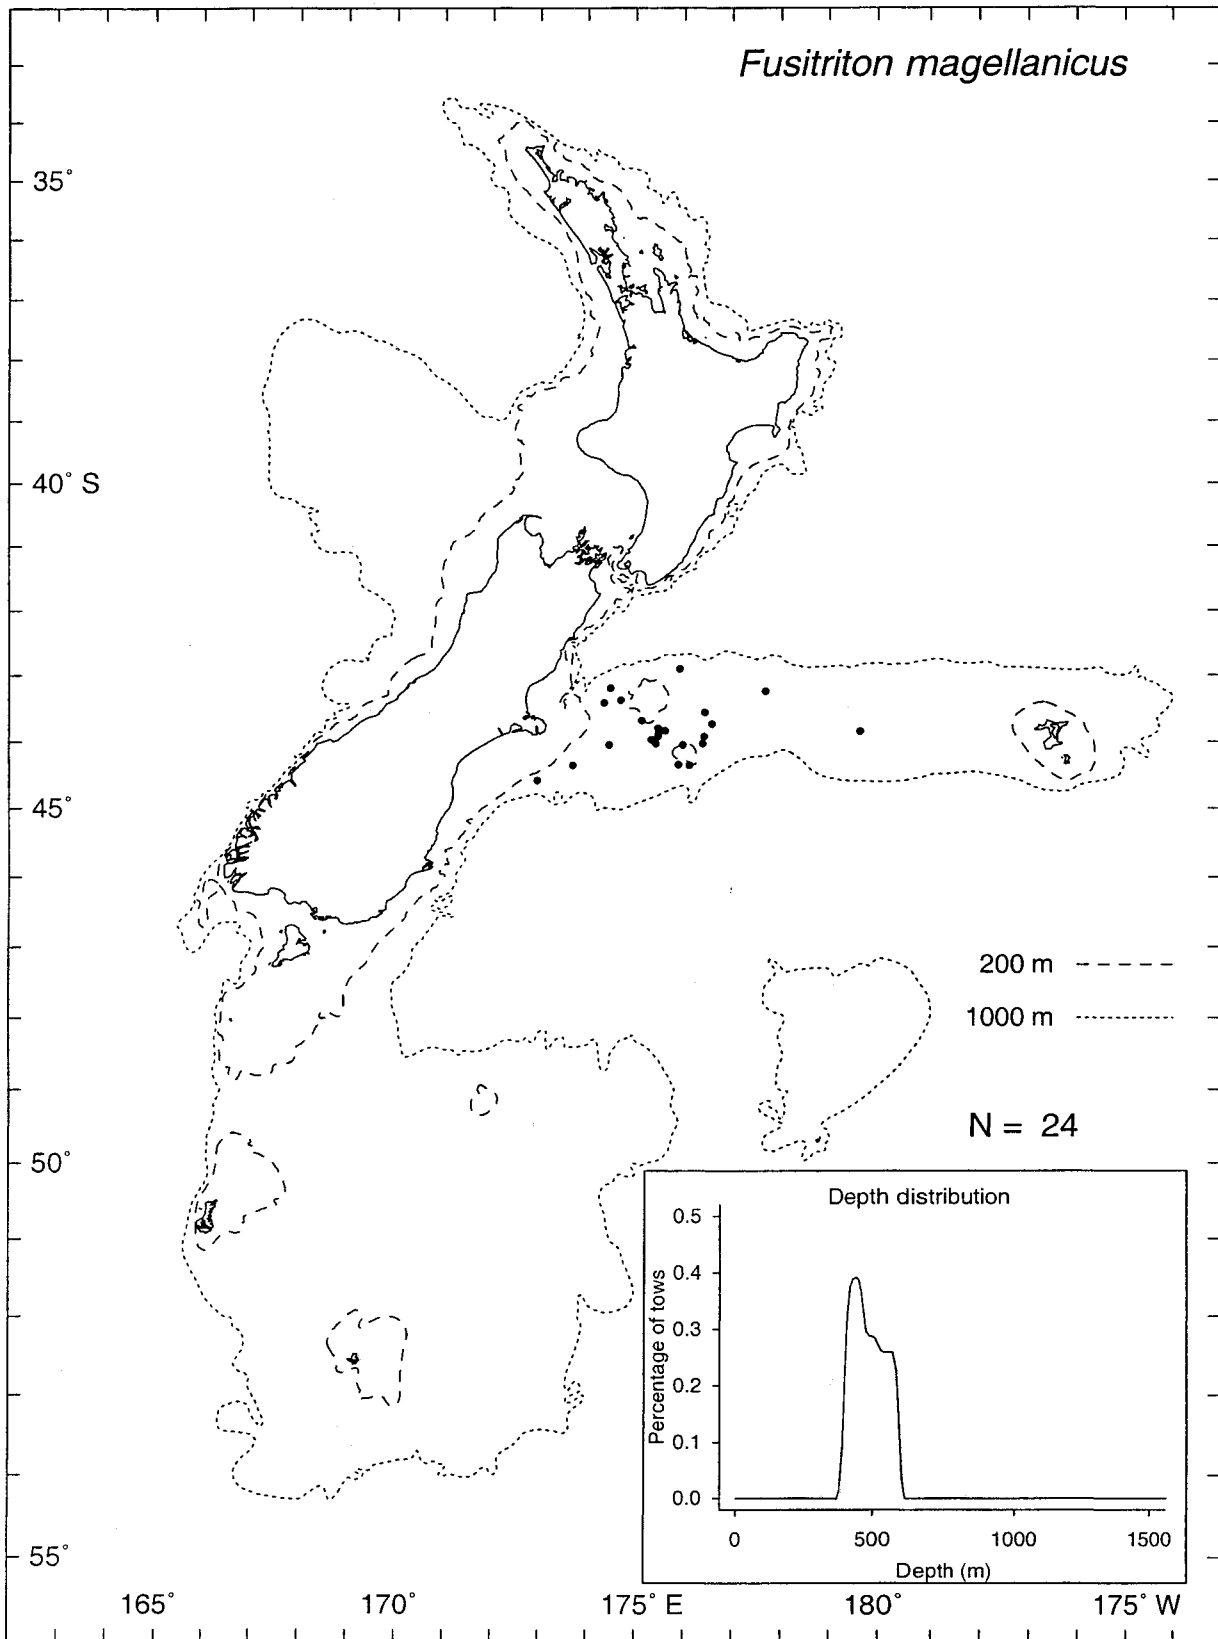 Fusitriton magellanicus
35°
40° S
45°
200 m
1000 m
N = 24
50°
Depth distribution
0.5
0.4
0.3
0.2
0.1
0.0
Percentage of tows
0 500 1000 1500
Depth (m)
55°
165° 170° 175° E 180° 175° W